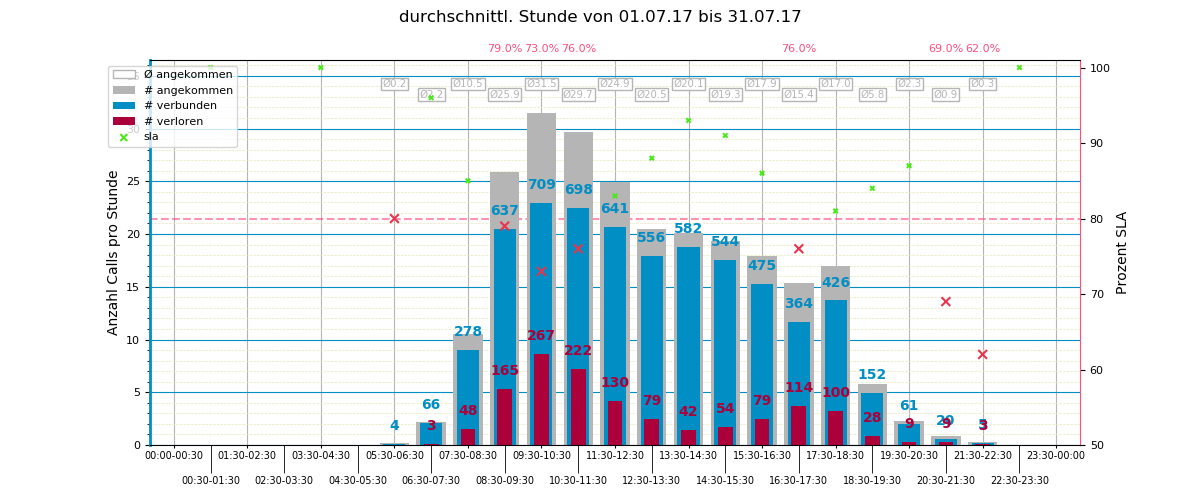 durchschnittl. Stunde von 01.07.17 bis 31.07.17
79.0% 73.0% 76.0% 76.0% 69.0% 62.0%
Ø angekommen
# angekommen
# verbunden
# verloren
sla
Ø0.2 Ø10.5 Ø31.5 Ø24.9 Ø20.1 Ø17.9 Ø17.0 Ø2.3 Ø0.3
Ø2.2 Ø25.9 Ø29.7 Ø20.5 Ø19.3 Ø15.4 Ø5.8 Ø0.9
4 66 278 637 709 698 641 556 582 544 475 364 426 152 61 20
3 48 165 267 222 130 79 42 54 79 114 100 28 9 9 3
Anzahl Calls pro Stunde
35
30
25
20
15
10
5
0
Prozent SLA
100
90
80
70
60
50
00:00-00:30 01:30-02:30 03:30-04:30 05:30-06:30 07:30-08:30 09:30-10:30 11:30-12:30 13:30-14:30 15:30-16:30 17:30-18:30 19:30-20:30 21:30-22:30 23:30-00:00
00:30-01:30 02:30-03:30 04:30-05:30 06:30-07:30 08:30-09:30 10:30-11:30 12:30-13:30 14:30-15:30 16:30-17:30 18:30-19:30 20:30-21:30 22:30-23:30